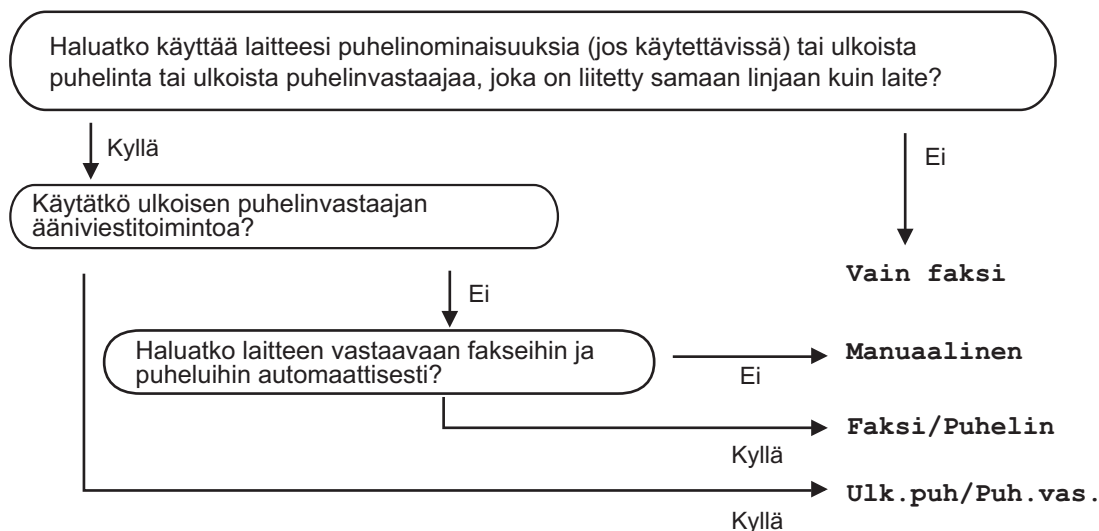 Haluatko käyttää laitteesi puhelinominaisuuksia (jos käytettävissä) tai ulkoista
puhelinta tai ulkoista puhelinvastaajaa, joka on liitetty samaan linjaan kuin laite?
Kyllä
Ei
Käytätkö ulkoisen puhelinvastaajan
ääniviestitoimintoa?
Vain faksi
Ei
Haluatko laitteen vastaavaan fakseihin ja
puheluihin automaattisesti?
Ei
Manuaalinen
Kyllä
Faksi/Puhelin
Kyllä
Ulk.puh/Puh.vas.